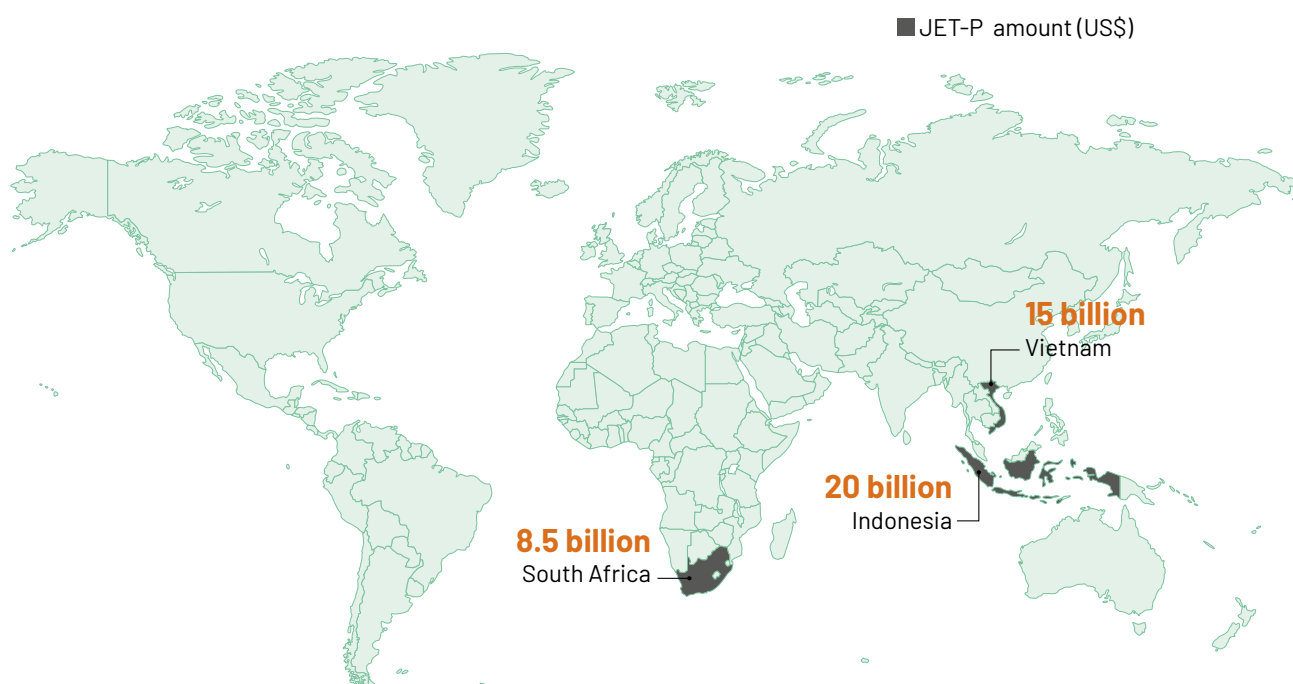 JET-P amount (US$)
15 billion
Vietnam
20 billion
Indonesia
8.5 billion
South Africa